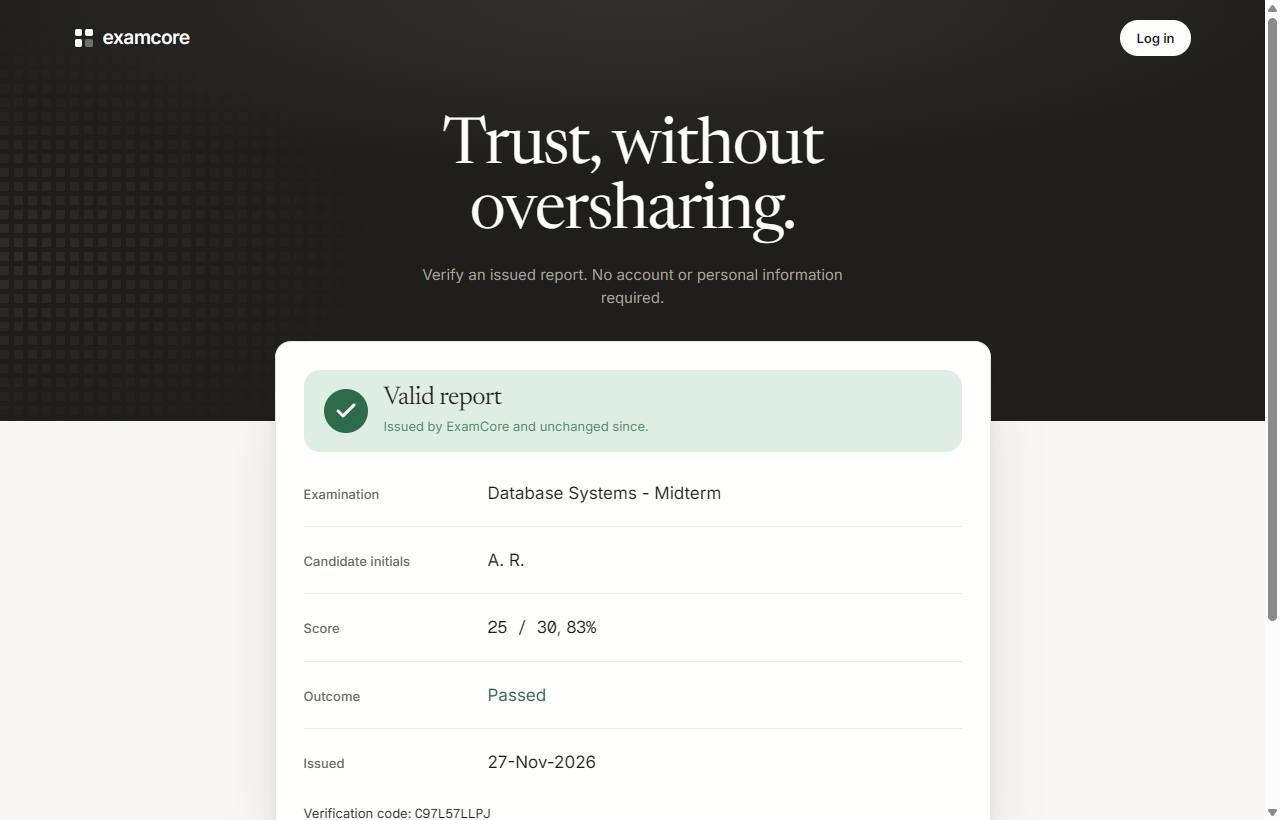 examcore
Log in
Trust, without
oversharing.
Verify an issued report. No account or personal information
required.
Valid report
Issued by ExamCore and unchanged since.
Examination Database Systems - Midterm
Candidate initials A. R.
Score 25 / 30, 83%
Outcome Passed
Issued 27-Nov-2026
Verification code: C97L57LLPJ